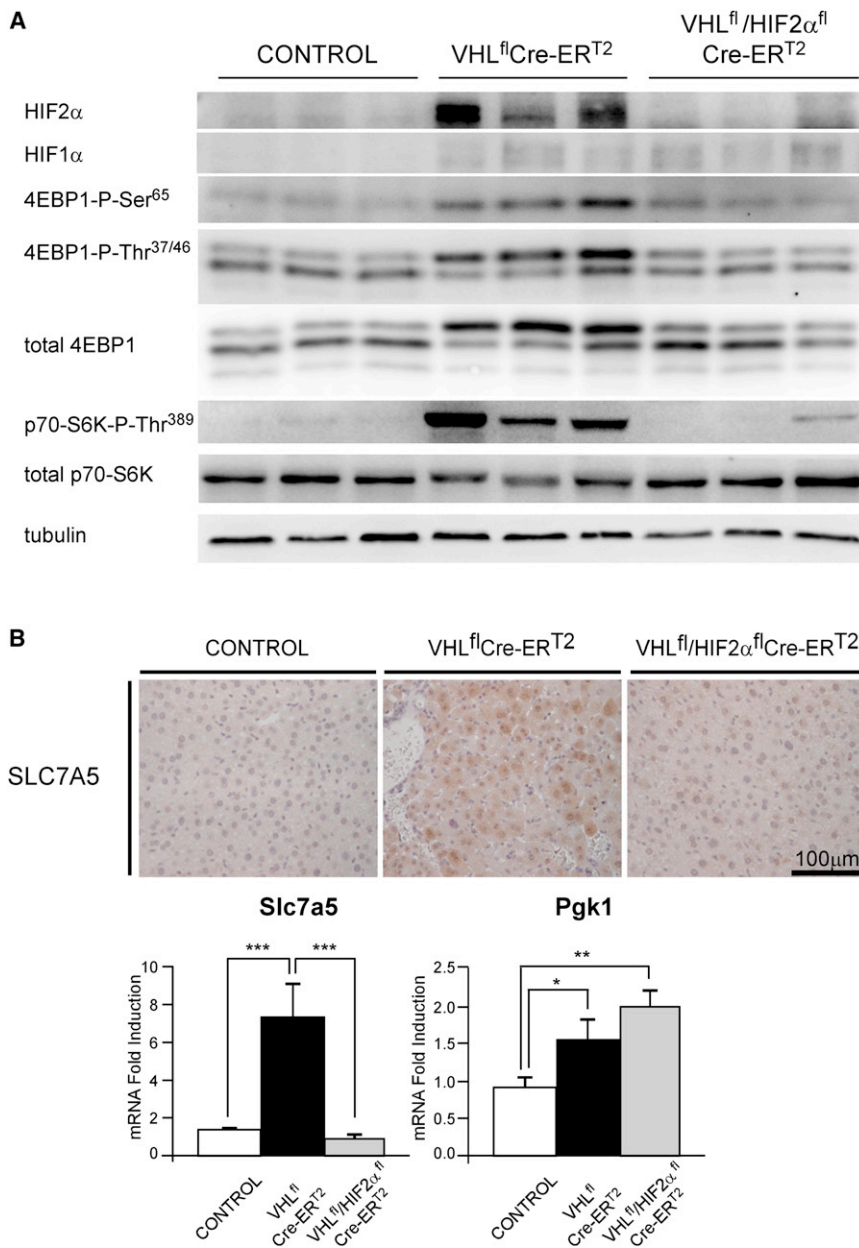 A
CONTROL
VHLᶠˡCre-ERᵀ²
VHLᶠˡ/HIF2αᶠˡ
Cre-ERᵀ²
HIF2α
HIF1α
4EBP1-P-Ser⁶⁵
4EBP1-P-Thr³⁷/⁴⁶
total 4EBP1
p70-S6K-P-Thr³⁸⁹
total p70-S6K
tubulin
B
CONTROL
VHLᶠˡCre-ERᵀ²
VHLᶠˡ/HIF2αᶠˡCre-ERᵀ²
SLC7A5
100μm
Slc7a5
mRNA Fold Induction
10
8
6
4
2
0
***
***
CONTROL
VHLᶠˡ
Cre-ERᵀ²
VHLᶠˡ/HIF2αᶠˡ
Cre-ERᵀ²
Pgk1
mRNA Fold Induction
2.5
2.0
1.5
1.0
0.5
0.0
**
*
CONTROL
VHLᶠˡ
Cre-ERᵀ²
VHLᶠˡ/HIF2αᶠˡ
Cre-ERᵀ²